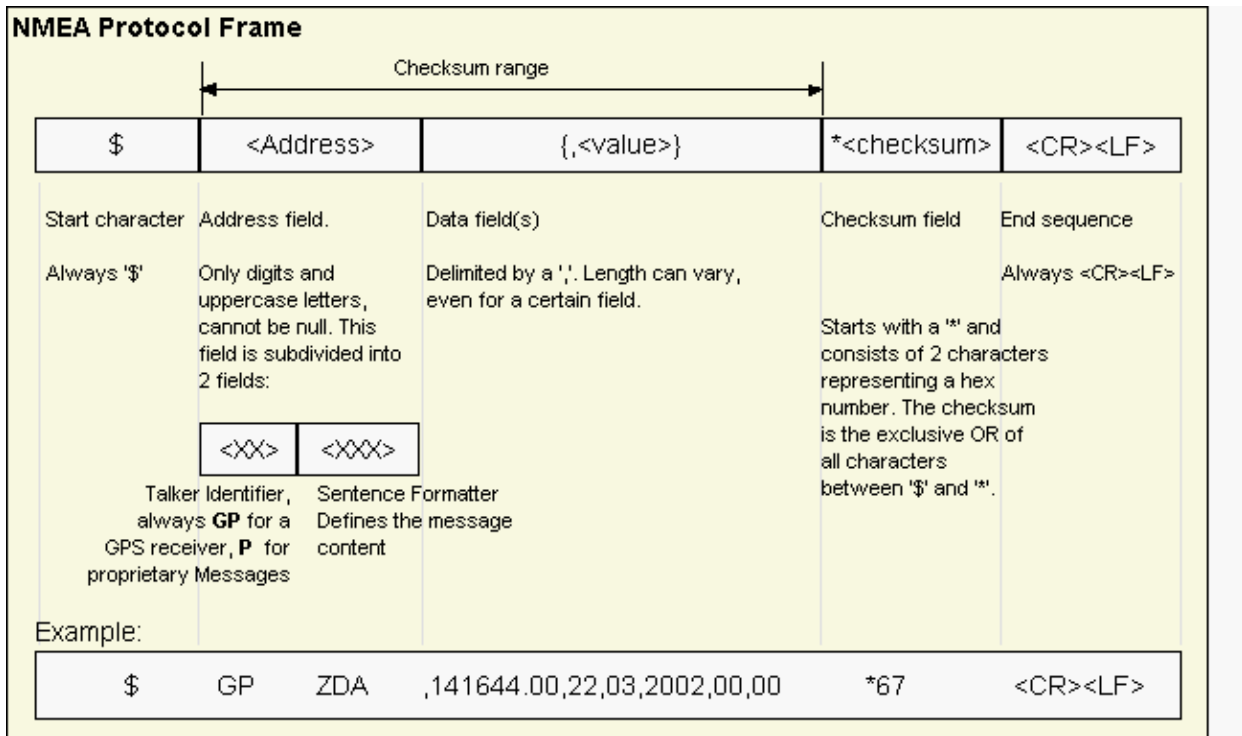 NMEA Protocol Frame
Checksum range
$ <Address> {,<value>} *<checksum> <CR><LF>
Start character
Always '$'
Address field.
Only digits and
uppercase letters,
cannot be null. This
field is subdivided into
2 fields:
<XX> <XXX>
Talker Identifier,
always GP for a
GPS receiver, P for
proprietary Messages
Sentence Formatter
Defines the message
content
Data field(s)
Delimited by a ','. Length can vary,
even for a certain field.
Checksum field
Starts with a '*' and
consists of 2 characters
representing a hex
number. The checksum
is the exclusive OR of
all characters
between '$' and '*'.
End sequence
Always <CR><LF>
Example:
$ GP ZDA ,141644.00,22,03,2002,00,00 *67 <CR><LF>